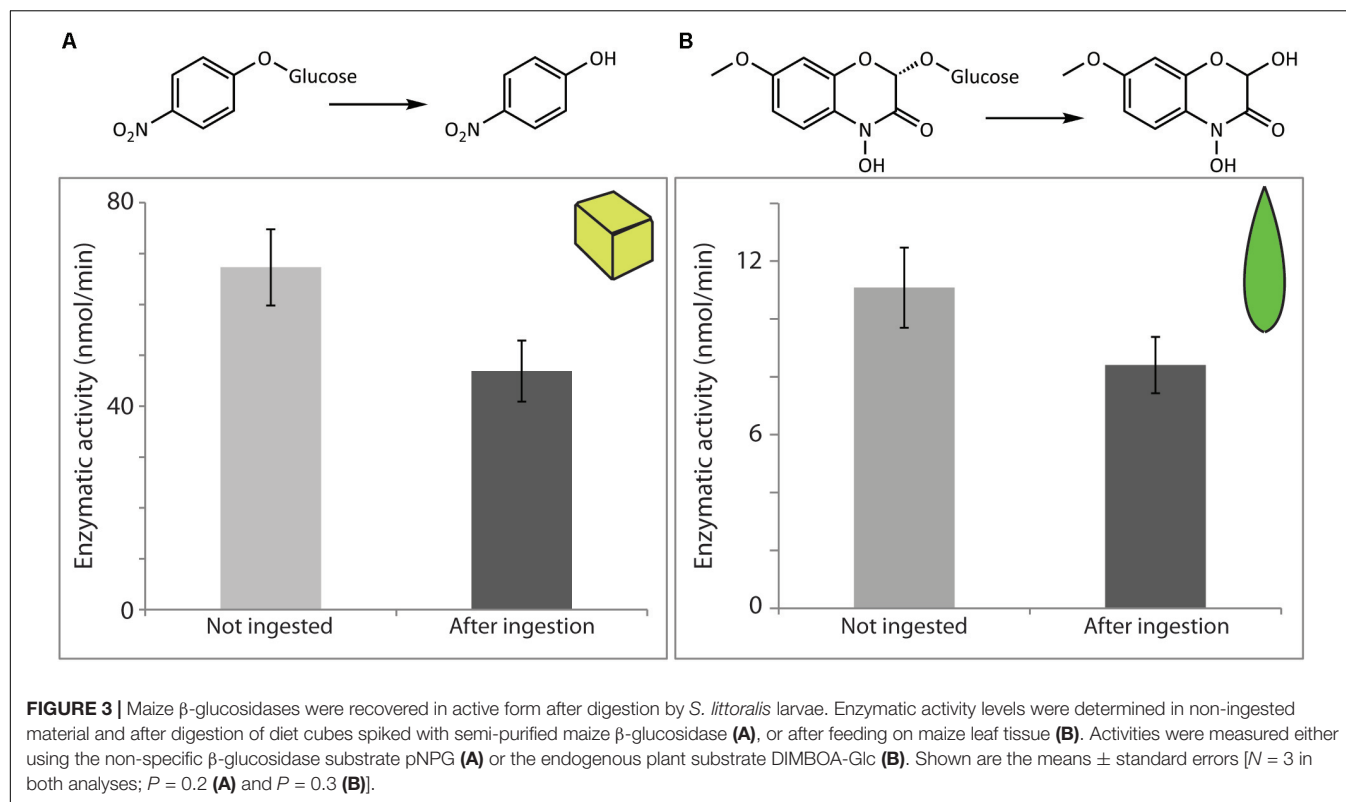 A
B
O
Glucose
O₂N
OH
O₂N
O
O
O
Glucose
N
O
OH
O
O
OH
N
O
OH
Enzymatic activity (nmol/min)
80
40
0
Not ingested
After ingestion
Enzymatic activity (nmol/min)
12
6
0
Not ingested
After ingestion
FIGURE 3 | Maize β-glucosidases were recovered in active form after digestion by S. littoralis larvae. Enzymatic activity levels were determined in non-ingested
material and after digestion of diet cubes spiked with semi-purified maize β-glucosidase (A), or after feeding on maize leaf tissue (B). Activities were measured either
using the non-specific β-glucosidase substrate pNPG (A) or the endogenous plant substrate DIMBOA-Glc (B). Shown are the means ± standard errors [N = 3 in
both analyses; P = 0.2 (A) and P = 0.3 (B)].